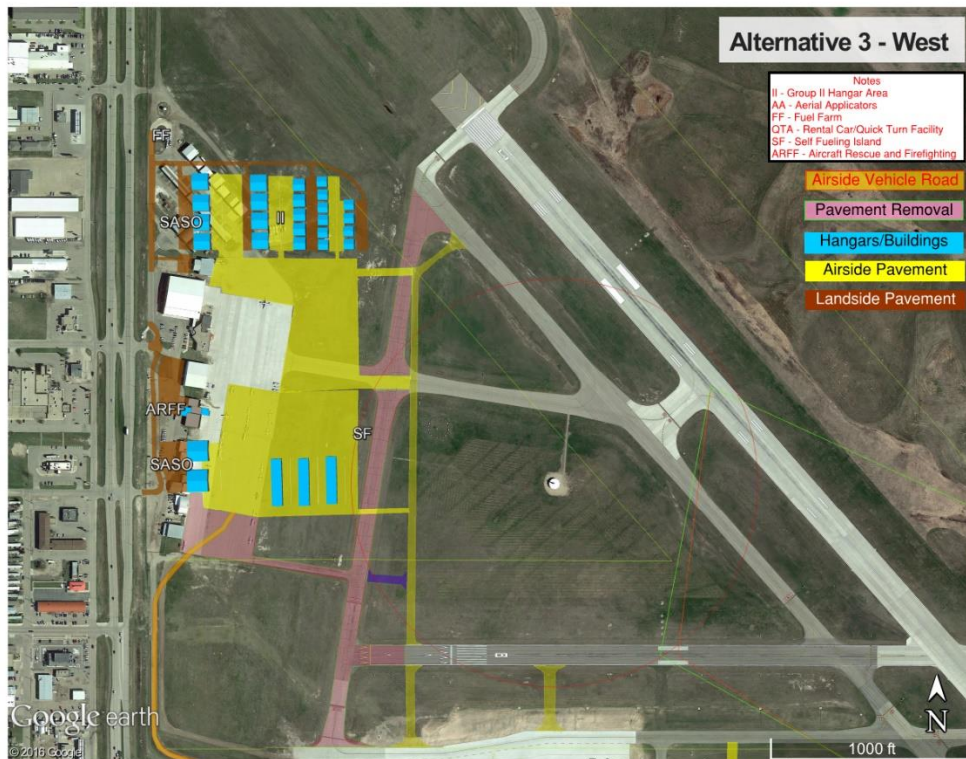 Alternative 3 - West
Notes
II - Group II Hangar Area
AA - Aerial Applicators
FF - Fuel Farm
QTA - Rental Car/Quick Turn Facility
SF - Self Fueling Island
ARFF - Aircraft Rescue and Firefighting
Airside Vehicle Road
Pavement Removal
Hangars/Buildings
Airside Pavement
Landside Pavement
FF
SASO
II
ARFF
SF
SASO
8
Google earth
© 2016 Google
N
1000 ft